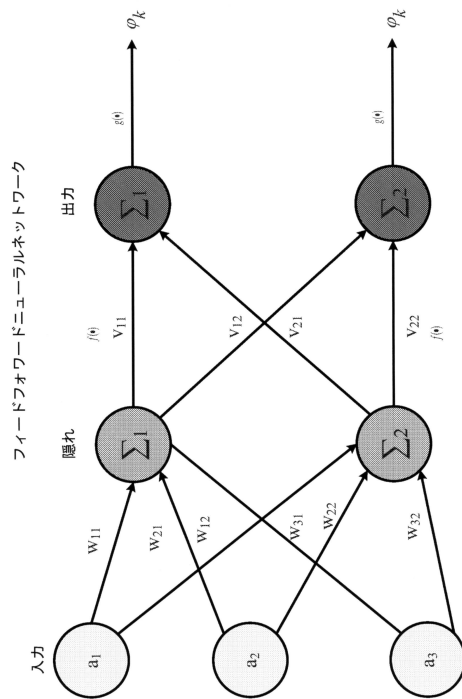 フィードフォワードニューラルネットワーク
入力
隠れ
出力
a1
a2
a3
w11
w21
w12
w31
w22
w32
Σ1
Σ2
f(•)
v11
v12
v21
v22
f(•)
Σ1
Σ2
g(•)
g(•)
φk
φk